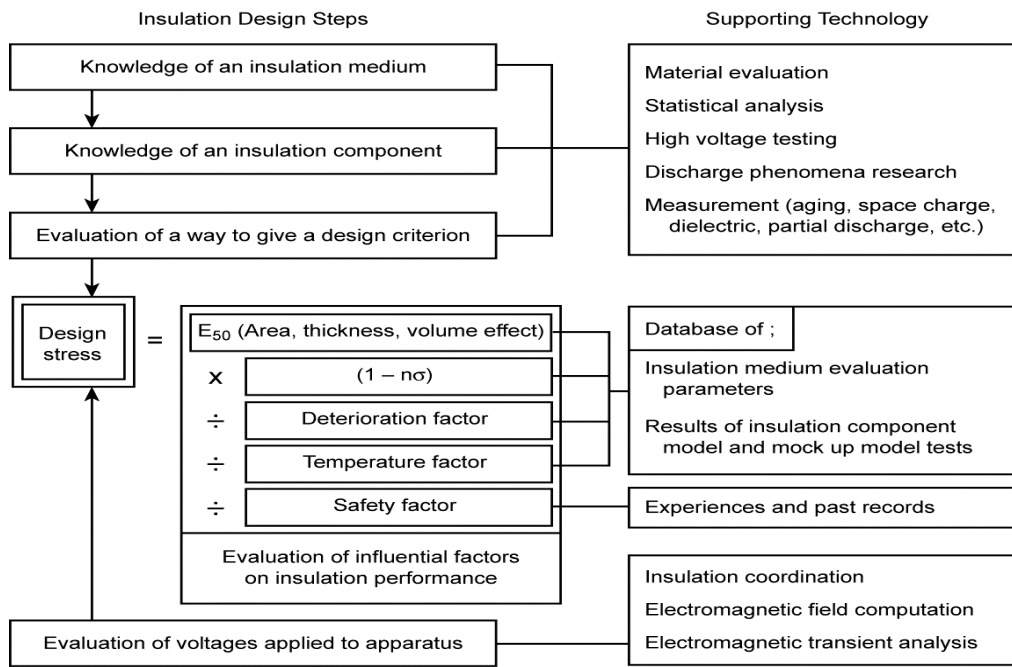 Insulation Design Steps
Supporting Technology
Knowledge of an insulation medium
Knowledge of an insulation component
Evaluation of a way to give a design criterion
Material evaluation
Statistical analysis
High voltage testing
Discharge phenomena research
Measurement (aging, space charge,
dielectric, partial discharge, etc.)
Design
stress
=
E₅₀ (Area, thickness, volume effect)
x
(1 – nσ)
÷
Deterioration factor
÷
Temperature factor
÷
Safety factor
Evaluation of influential factors
on insulation performance
Database of ;
Insulation medium evaluation
parameters
Results of insulation component
model and mock up model tests
Experiences and past records
Evaluation of voltages applied to apparatus
Insulation coordination
Electromagnetic field computation
Electromagnetic transient analysis